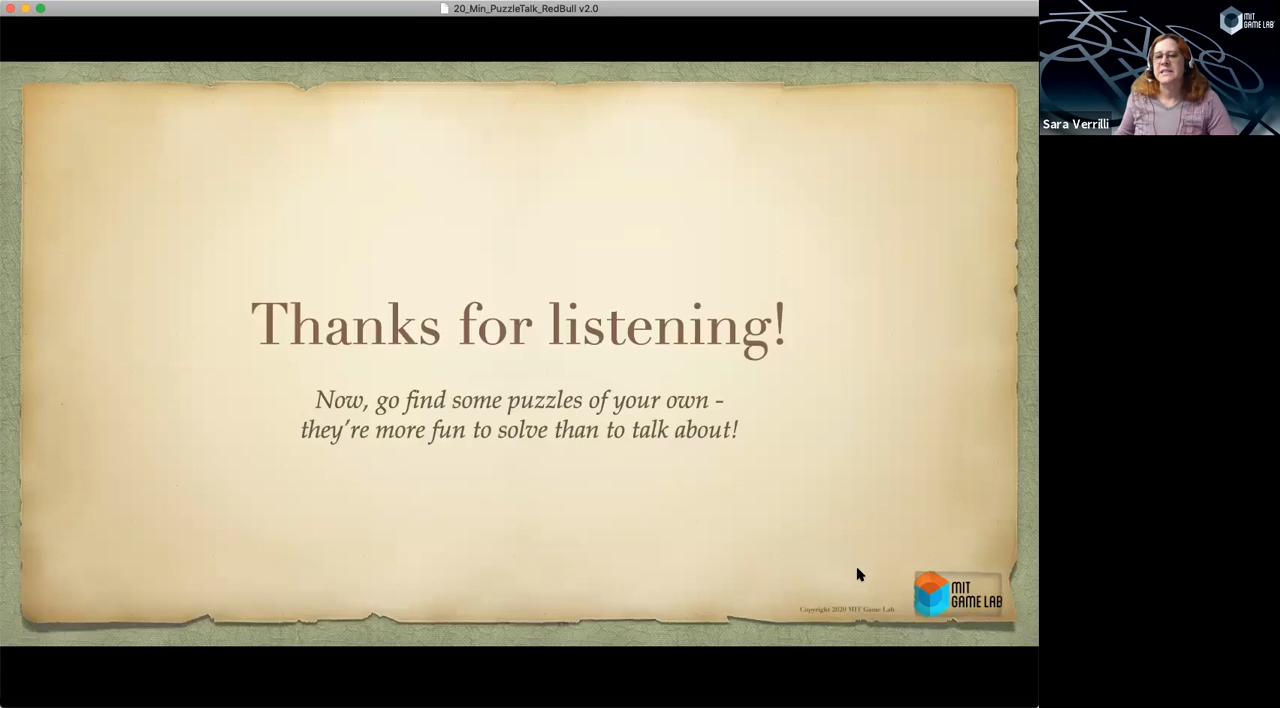 20_Min_PuzzleTalk_RedBull v2.0
MIT
GAME LAB
Sara Verrilli
Thanks for listening!
Now, go find some puzzles of your own -
they're more fun to solve than to talk about!
Copyright 2020 MIT Game Lab
MIT
GAME LAB